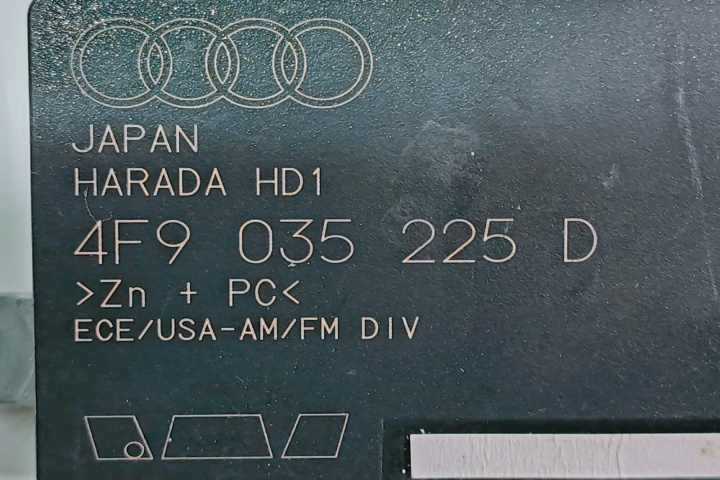 JAPAN
HARADA HD1
4F9 035 225 D
>Zn + PC<
ECE/USA-AM/FM DIV